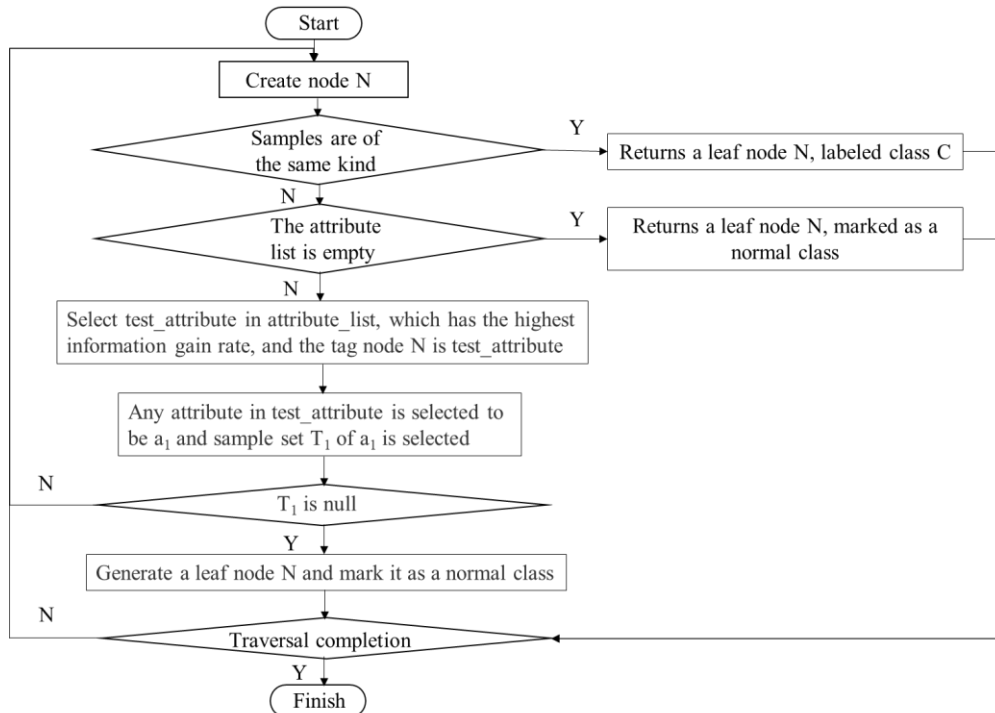 Start
Create node N
Samples are of
the same kind
Y
Returns a leaf node N, labeled class C
N
The attribute
list is empty
Y
Returns a leaf node N, marked as a
normal class
N
Select test_attribute in attribute_list, which has the highest
information gain rate, and the tag node N is test_attribute
Any attribute in test_attribute is selected to
be a₁ and sample set T₁ of a₁ is selected
N
T₁ is null
Y
Generate a leaf node N and mark it as a normal class
N
Traversal completion
Y
Finish